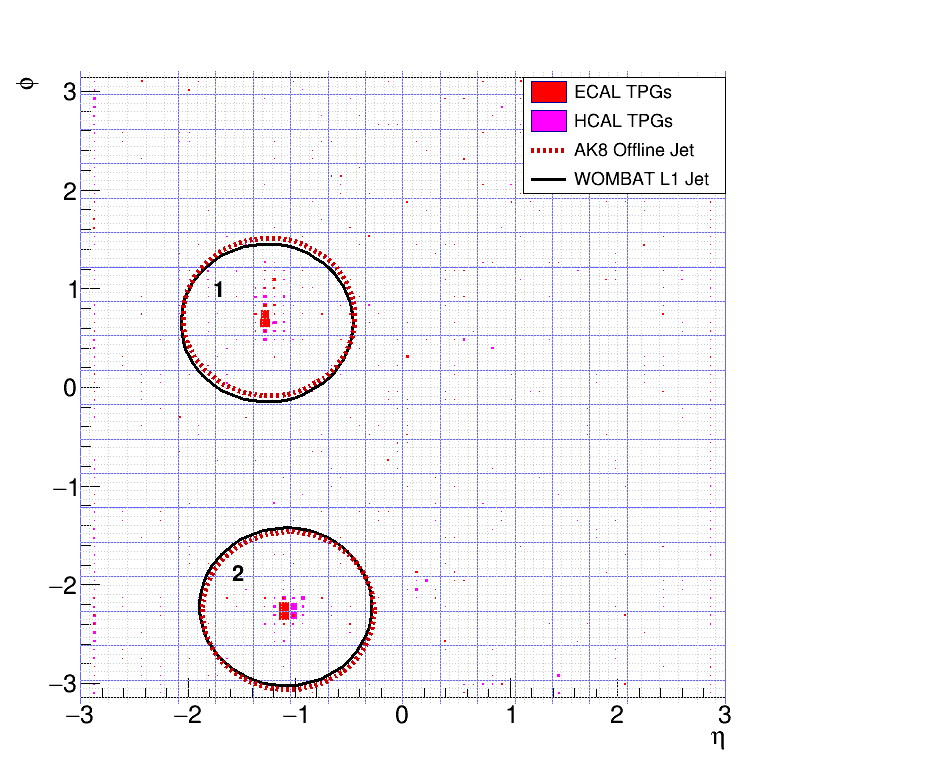 ϕ
3
ECAL TPGs
HCAL TPGs
AK8 Offline Jet
WOMBAT L1 Jet
2
1
1
0
−1
2
−2
−3
−3 −2 −1 0 1 2 3
η